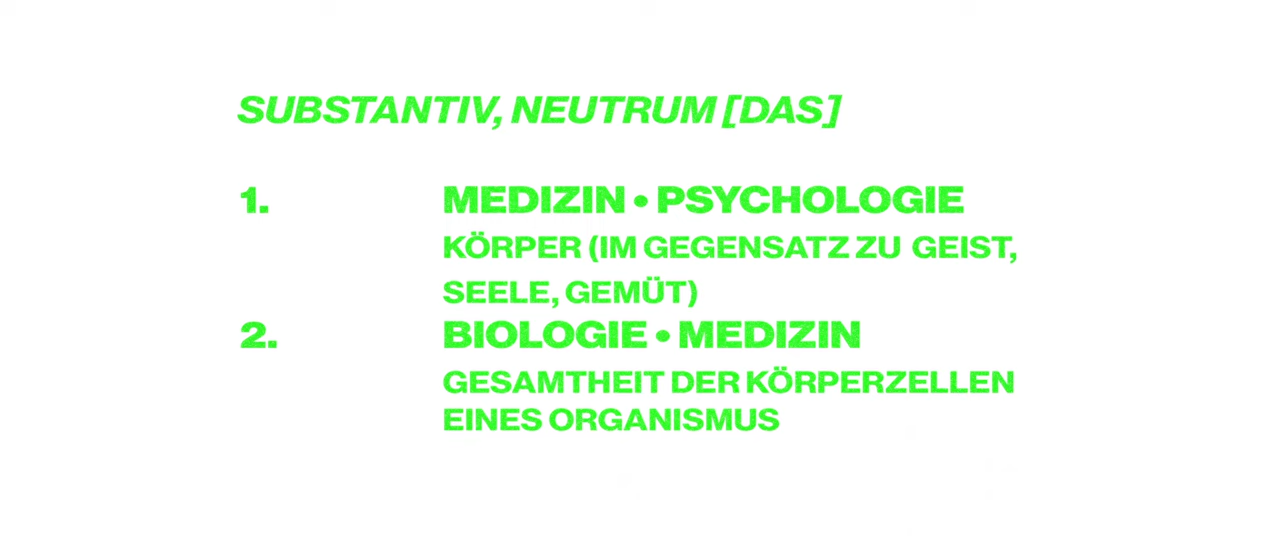 SUBSTANTIV, NEUTRUM [DAS]
1. MEDIZIN • PSYCHOLOGIE
KÖRPER (IM GEGENSATZ ZU GEIST,
SEELE, GEMÜT)
2. BIOLOGIE • MEDIZIN
GESAMTHEIT DER KÖRPERZELLEN
EINES ORGANISMUS